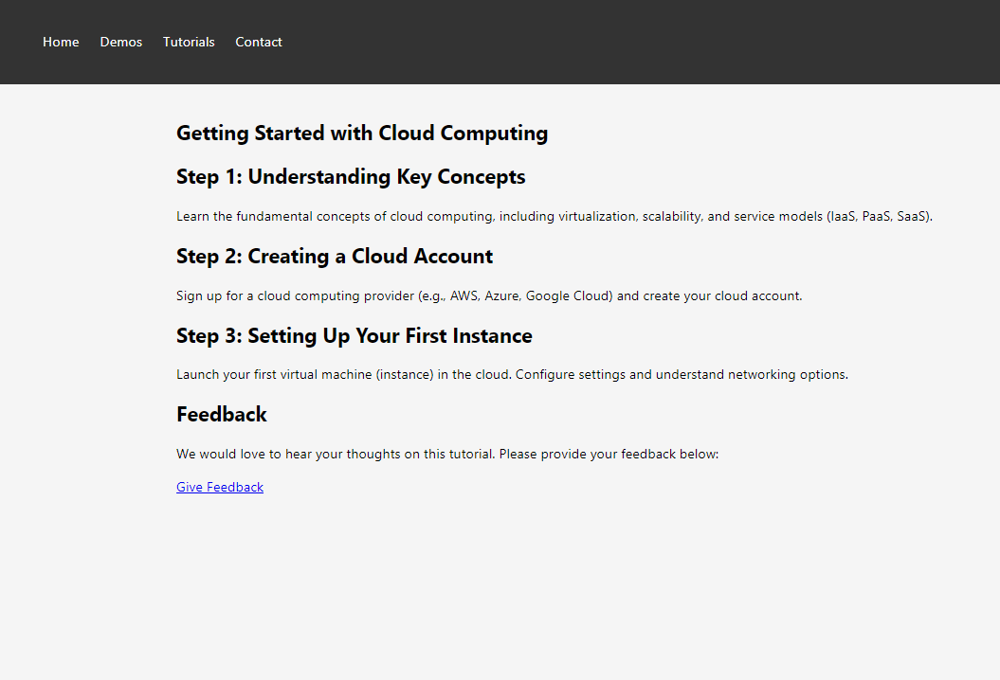 Home Demos Tutorials Contact
Getting Started with Cloud Computing
Step 1: Understanding Key Concepts
Learn the fundamental concepts of cloud computing, including virtualization, scalability, and service models (IaaS, PaaS, SaaS).
Step 2: Creating a Cloud Account
Sign up for a cloud computing provider (e.g., AWS, Azure, Google Cloud) and create your cloud account.
Step 3: Setting Up Your First Instance
Launch your first virtual machine (instance) in the cloud. Configure settings and understand networking options.
Feedback
We would love to hear your thoughts on this tutorial. Please provide your feedback below:
Give Feedback